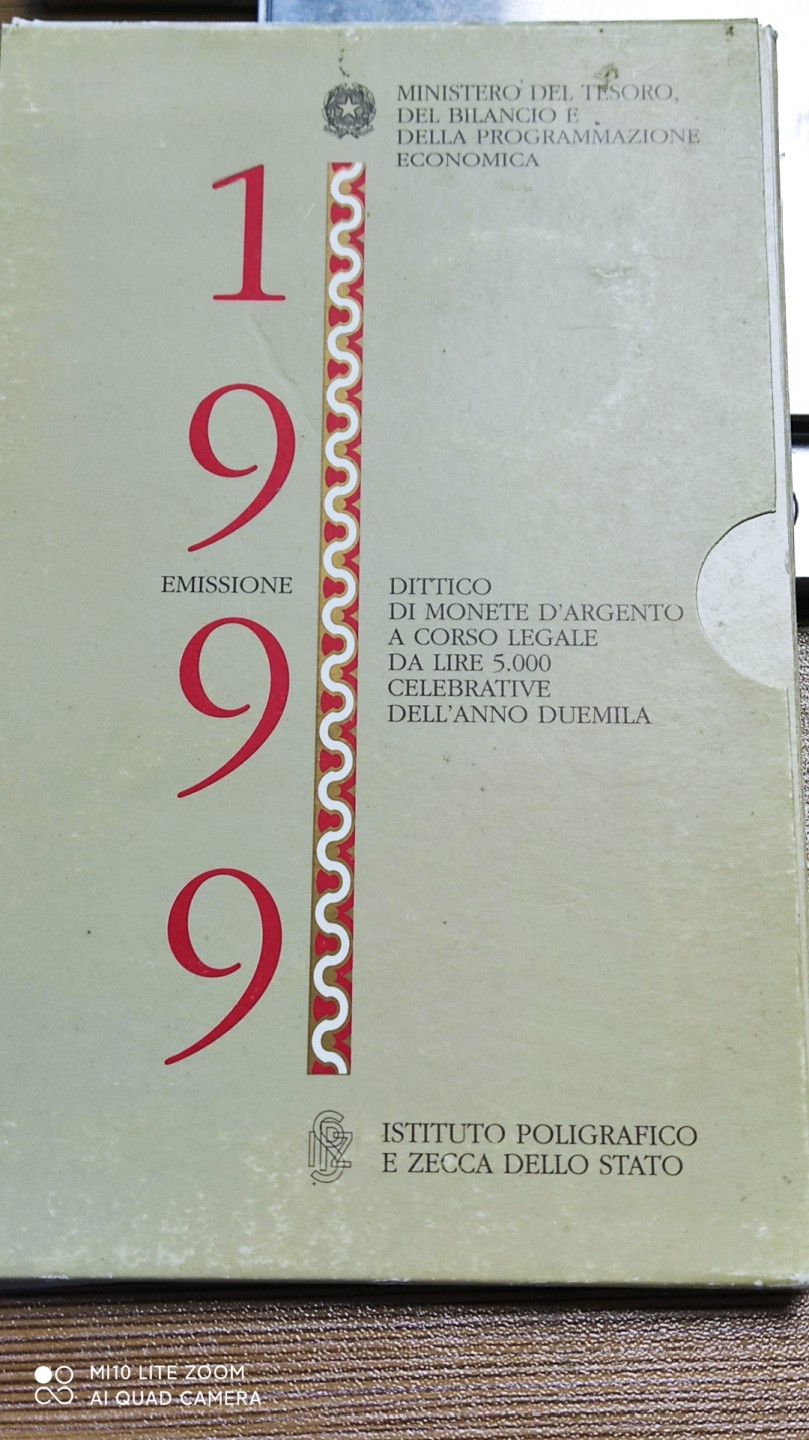 MINISTERO DEL TESORO,
DEL BILANCIO E
DELLA PROGRAMMAZIONE
ECONOMICA
1
9
9
9
EMISSIONE
DITTICO
DI MONETE D'ARGENTO
A CORSO LEGALE
DA LIRE 5.000
CELEBRATIVE
DELL'ANNO DUEMILA
ISTITUTO POLIGRAFICO
E ZECCA DELLO STATO
MI10 LITE ZOOM
AI QUAD CAMERA